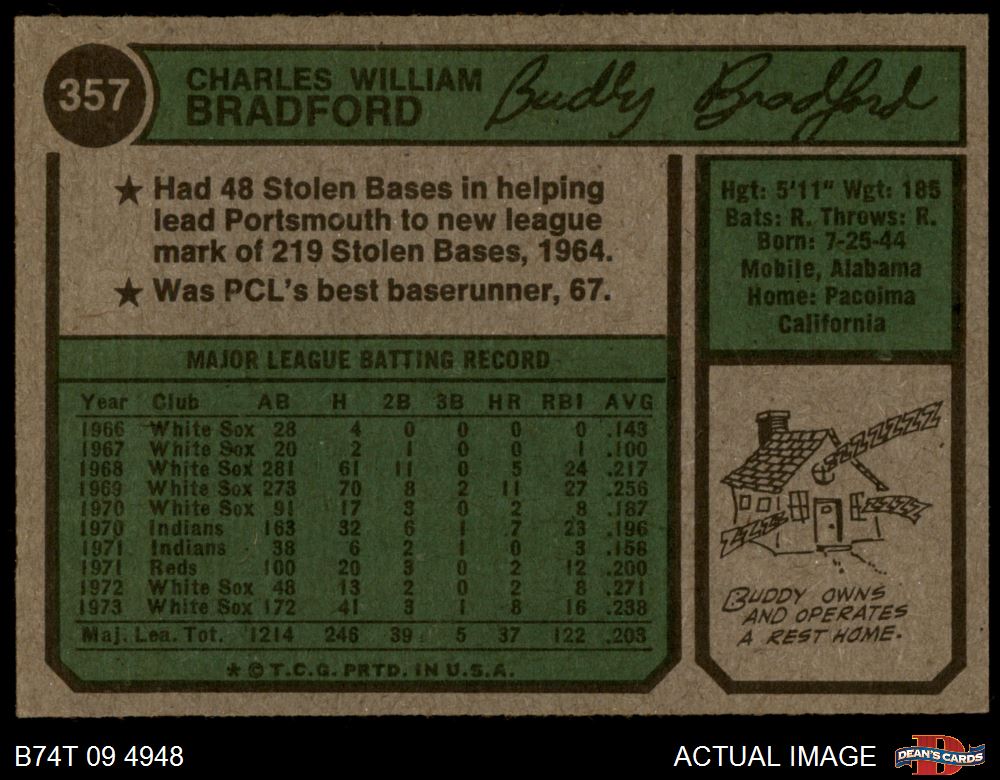 357
CHARLES WILLIAM
BRADFORD
Buddy Bradford
★ Had 48 Stolen Bases in helping
lead Portsmouth to new league
mark of 219 Stolen Bases, 1964.
★ Was PCL's best baserunner, 67.
Hgt: 5'11" Wgt: 185
Bats: R. Throws: R.
Born: 7-25-44
Mobile, Alabama
Home: Pacoima
California
MAJOR LEAGUE BATTING RECORD
Year Club AB H 2B 3B HR RBI AVG
1966 White Sox 28 4 0 0 0 0 .143
1967 White Sox 20 2 1 0 0 1 .100
1968 White Sox 281 61 11 0 5 24 .217
1969 White Sox 273 70 8 2 11 27 .256
1970 White Sox 91 17 3 0 2 8 .187
1970 Indians 163 32 6 1 7 23 .196
1971 Indians 38 6 2 1 0 3 .158
1971 Reds 100 20 3 0 2 12 .200
1972 White Sox 48 13 2 0 2 8 .271
1973 White Sox 172 41 3 1 8 16 .238
Maj. Lea. Tot. 1214 246 39 5 37 122 .203
* © T.C.G. PRTD. IN U.S.A.
ZZZZZZZ
ZZZZ
ZZZZ
BUDDY OWNS
AND OPERATES
A REST HOME.
B74T 09 4948
ACTUAL IMAGE
D
DEAN'S CARDS